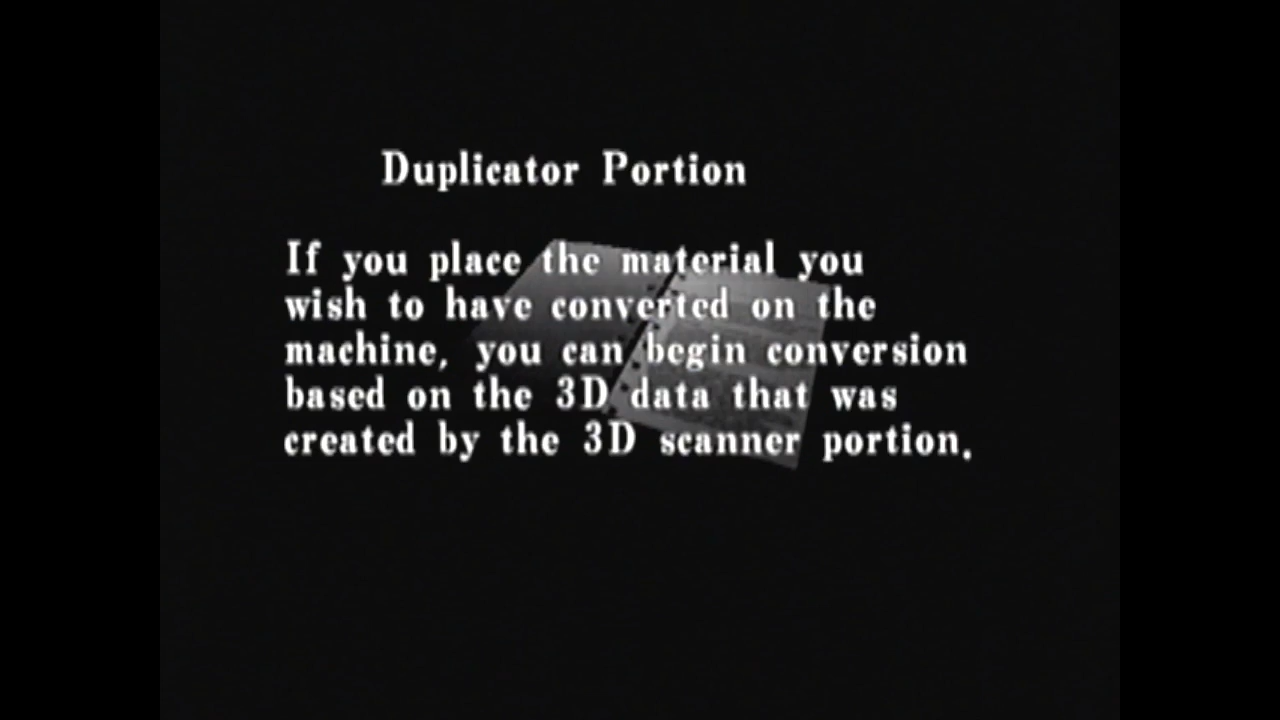 Duplicator Portion
If you place the material you
wish to have converted on the
machine, you can begin conversion
based on the 3D data that was
created by the 3D scanner portion.